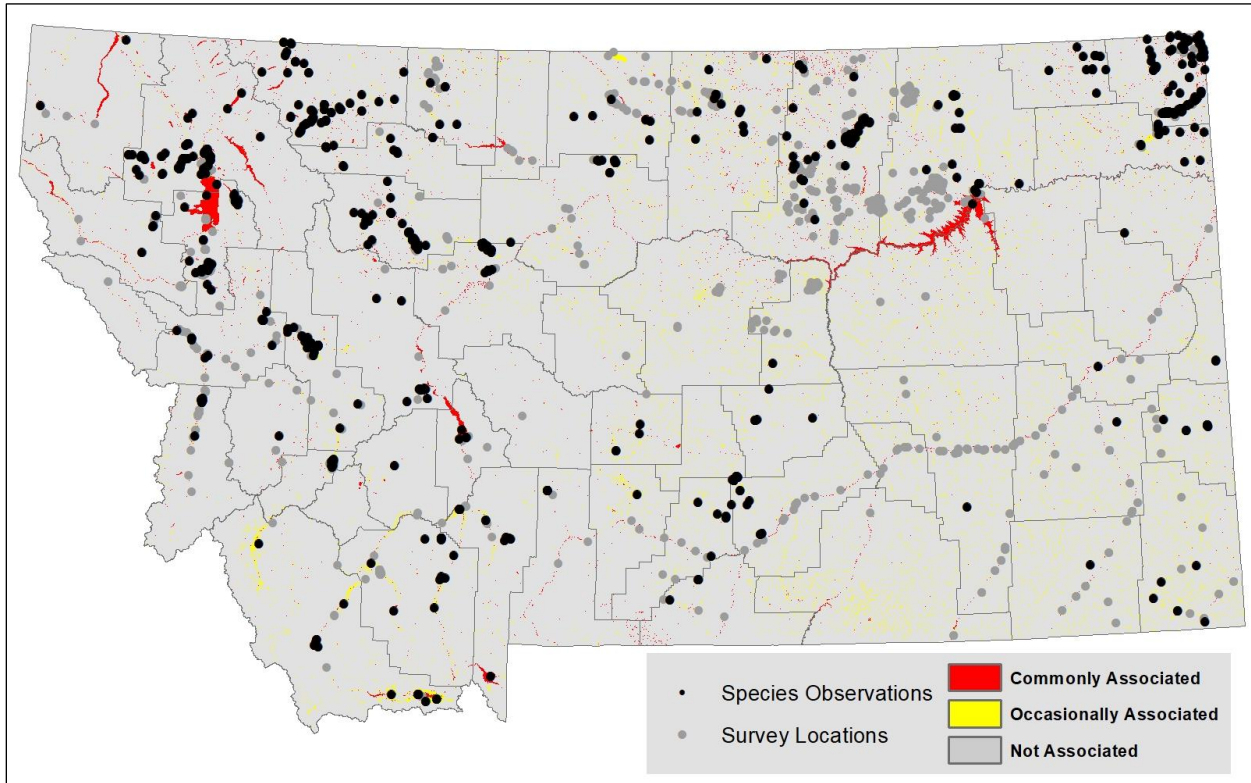 Species Observations
Survey Locations
Commonly Associated
Occasionally Associated
Not Associated